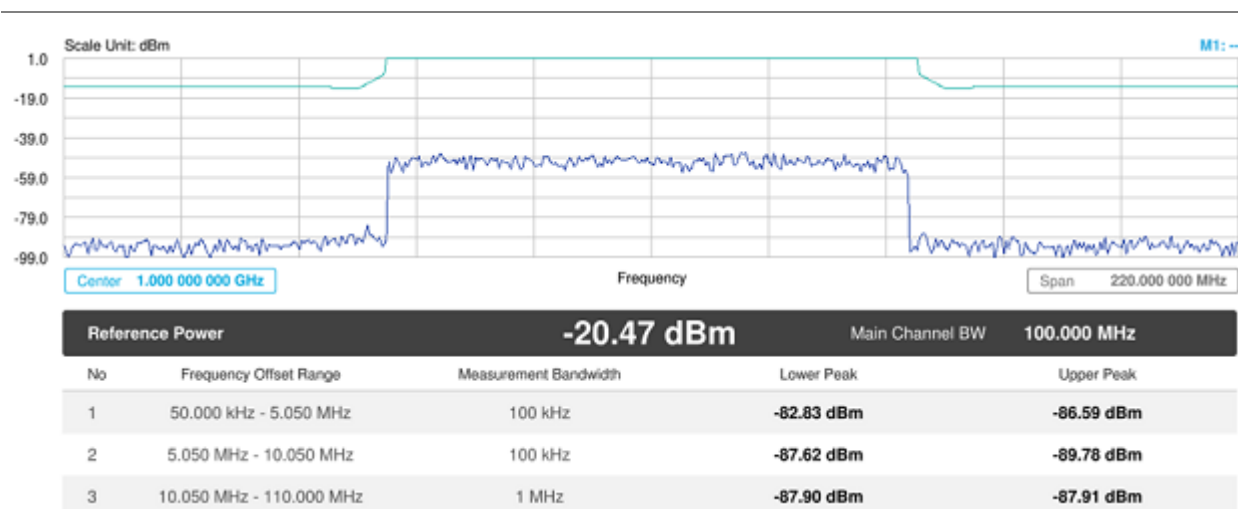 Scale Unit: dBm M1: --
1.0
-19.0
-39.0
-59.0
-79.0
-99.0
Center 1.000 000 000 GHz Frequency Span 220.000 000 MHz
Reference Power -20.47 dBm Main Channel BW 100.000 MHz
No Frequency Offset Range Measurement Bandwidth Lower Peak Upper Peak
1 50.000 kHz - 5.050 MHz 100 kHz -82.83 dBm -86.59 dBm
2 5.050 MHz - 10.050 MHz 100 kHz -87.62 dBm -89.78 dBm
3 10.050 MHz - 110.000 MHz 1 MHz -87.90 dBm -87.91 dBm